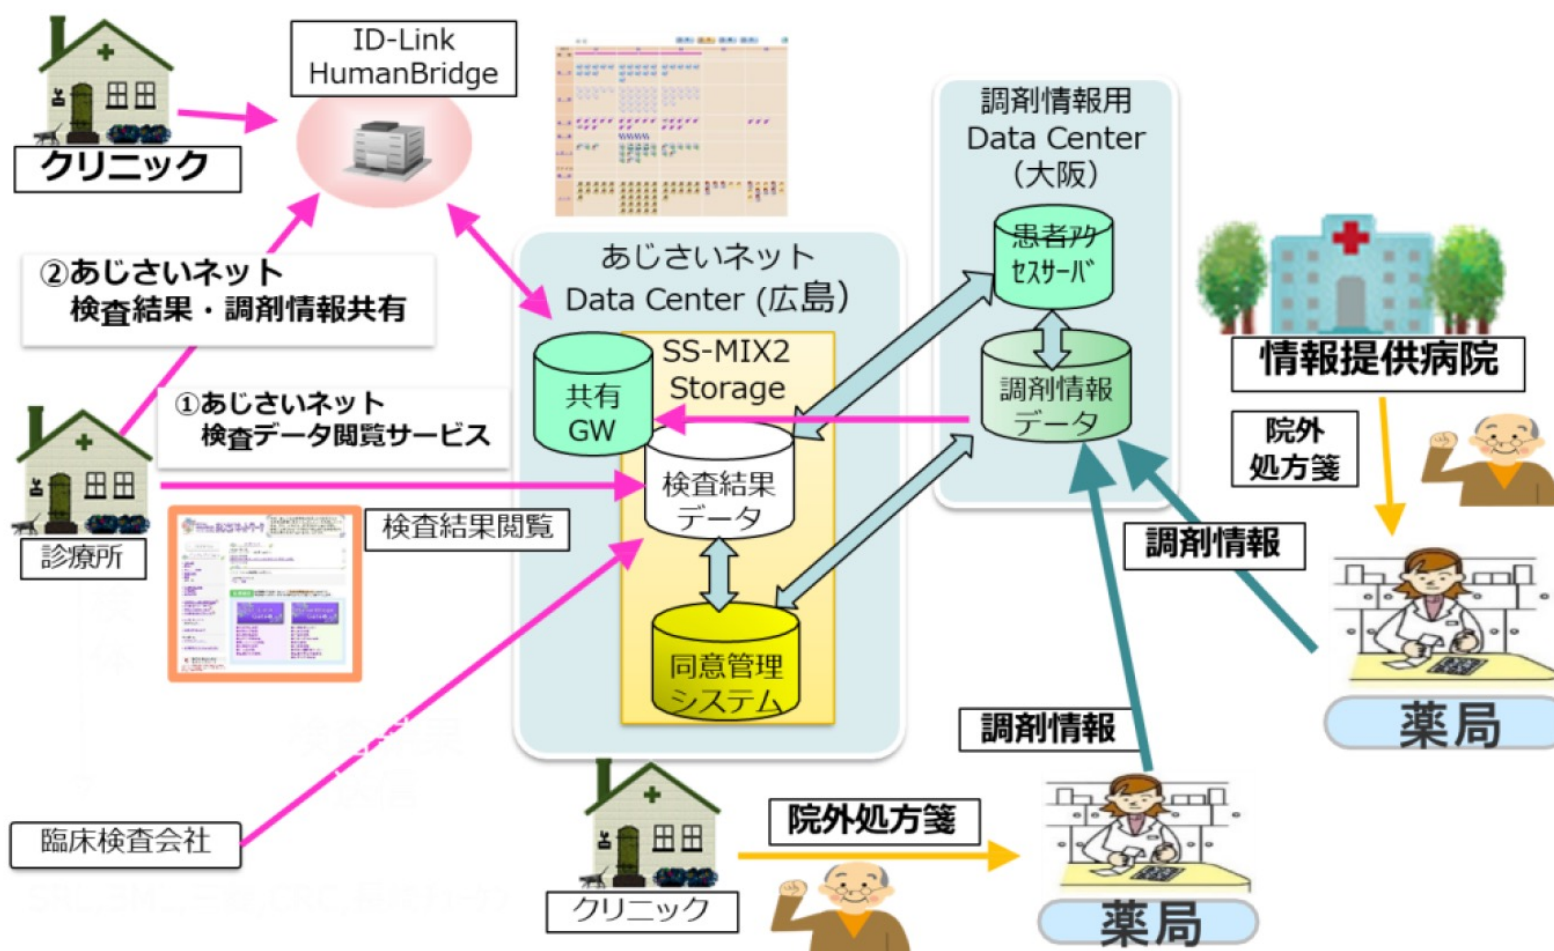 ID-Link
HumanBridge
クリニック
②あじさいネット
検査結果・調剤情報共有
①あじさいネット
検査データ閲覧サービス
診療所
検査結果閲覧
臨床検査会社
あじさいネット
Data Center (広島)
SS-MIX2
Storage
共有
GW
検査結果
データ
同意管理
システム
調剤情報用
Data Center
（大阪）
患者ｱｸ
ｾｽｻｰﾊﾞ
調剤情報
データ
情報提供病院
院外
処方箋
調剤情報
薬局
調剤情報
クリニック
院外処方箋
薬局